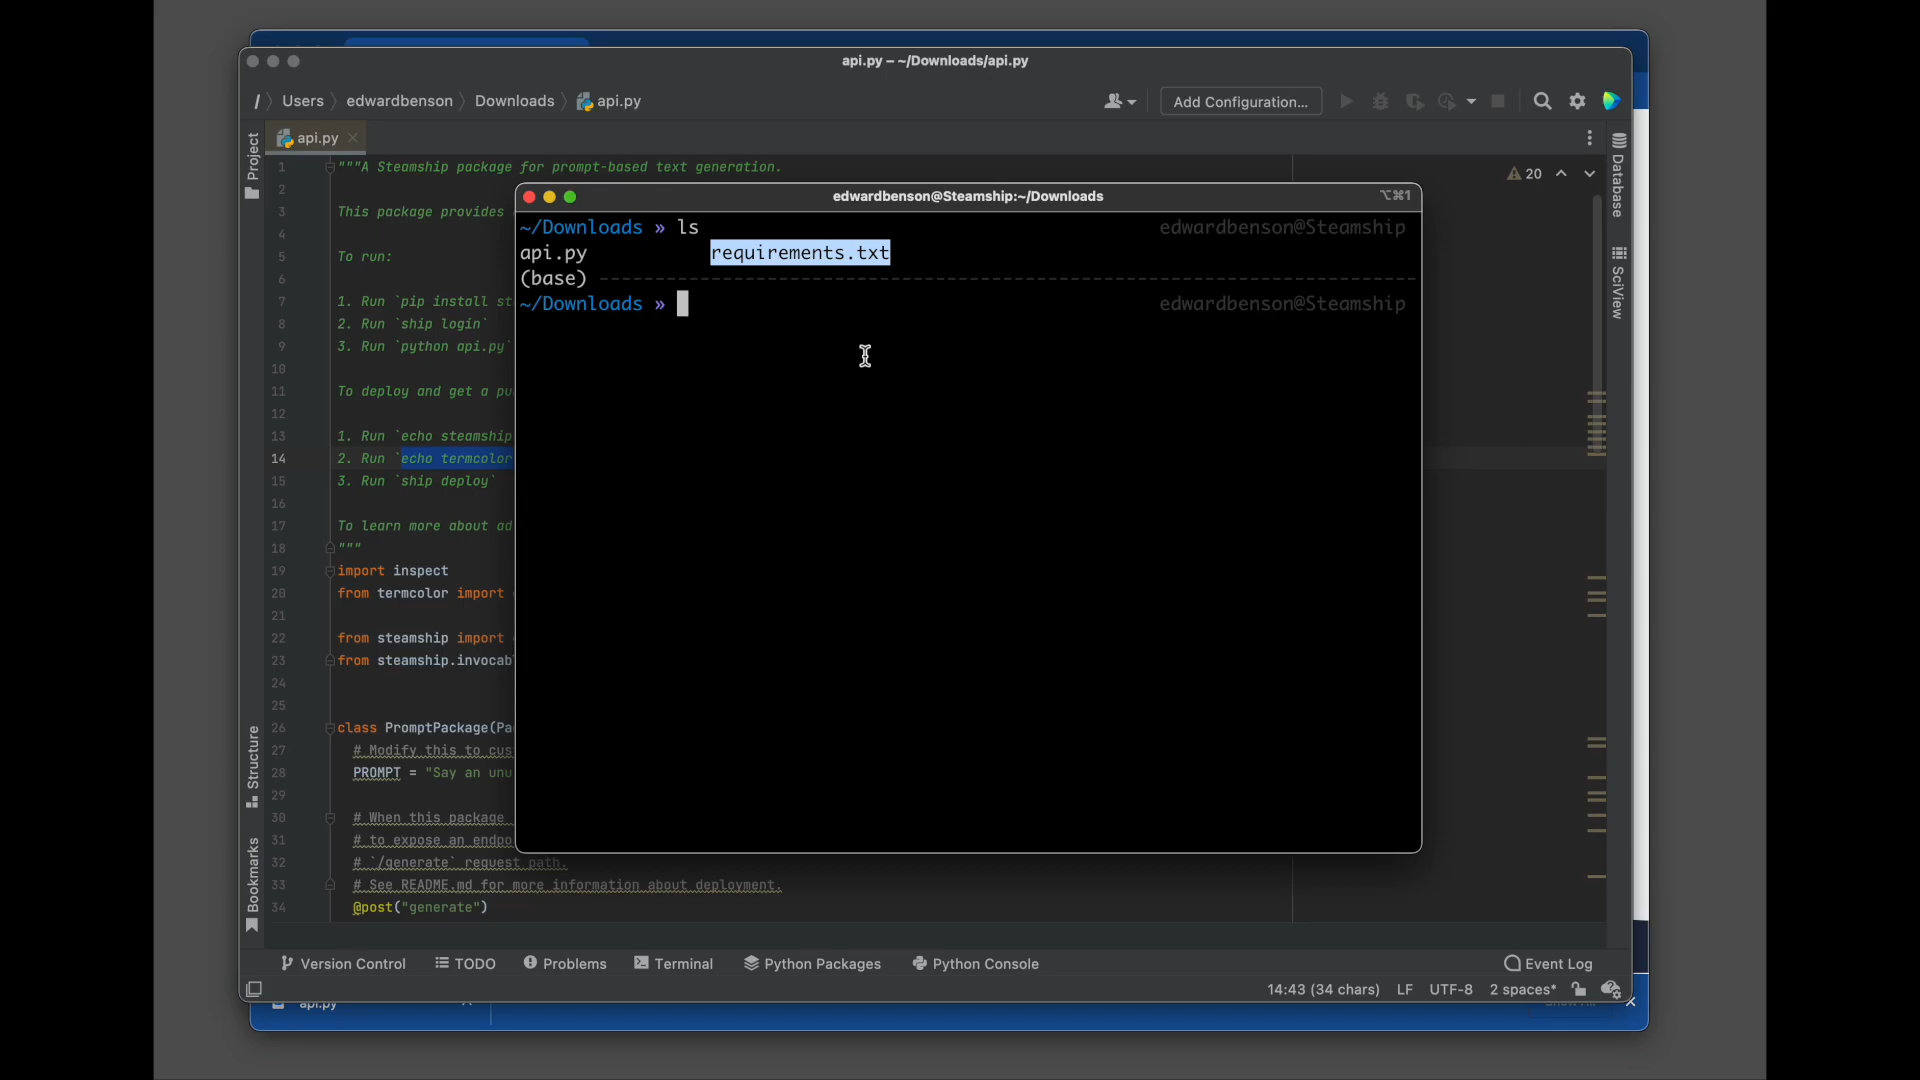 api.py – ~/Downloads/api.py
/ Users edwardbenson Downloads api.py
Add Configuration...
api.py
Project
Structure
Bookmarks
Database
SciView
20
1 """A Steamship package for prompt-based text generation.
2
3 This package provides
4
5 To run:
6
7 1. Run `pip install st
8 2. Run `ship login`
9 3. Run `python api.py`
10
11 To deploy and get a pu
12
13 1. Run `echo steamship
14 2. Run `echo termcolor
15 3. Run `ship deploy`
16
17 To learn more about ad
18 """
19 import inspect
20 from termcolor import
21
22 from steamship import
23 from steamship.invocab
24
25
26 class PromptPackage(Pa
27 # Modify this to cus
28 PROMPT = "Say an unu
29
30 # When this package
31 # to expose an endpo
32 # `/generate` request path.
33 # See README.md for more information about deployment.
34 @post("generate")
edwardbenson@Steamship:~/Downloads
⌥⌘1
~/Downloads » ls edwardbenson@Steamship
api.py requirements.txt
(base)
~/Downloads » edwardbenson@Steamship
Version Control TODO Problems Terminal Python Packages Python Console Event Log
14:43 (34 chars) LF UTF-8 2 spaces*
api.py